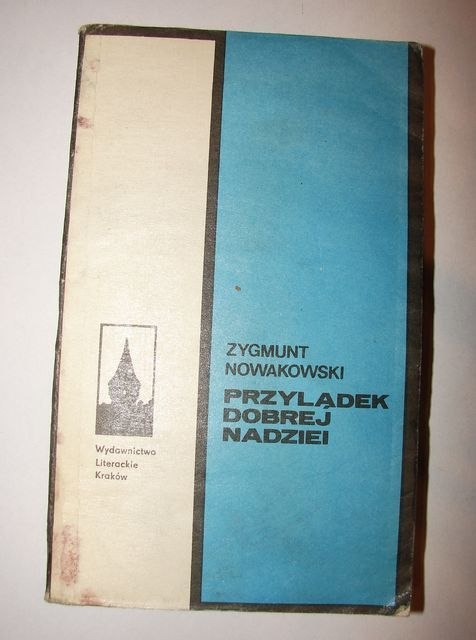 ZYGMUNT
NOWAKOWSKI
PRZYLĄDEK
DOBREJ
NADZIEI
Wydawnictwo
Literackie
Kraków